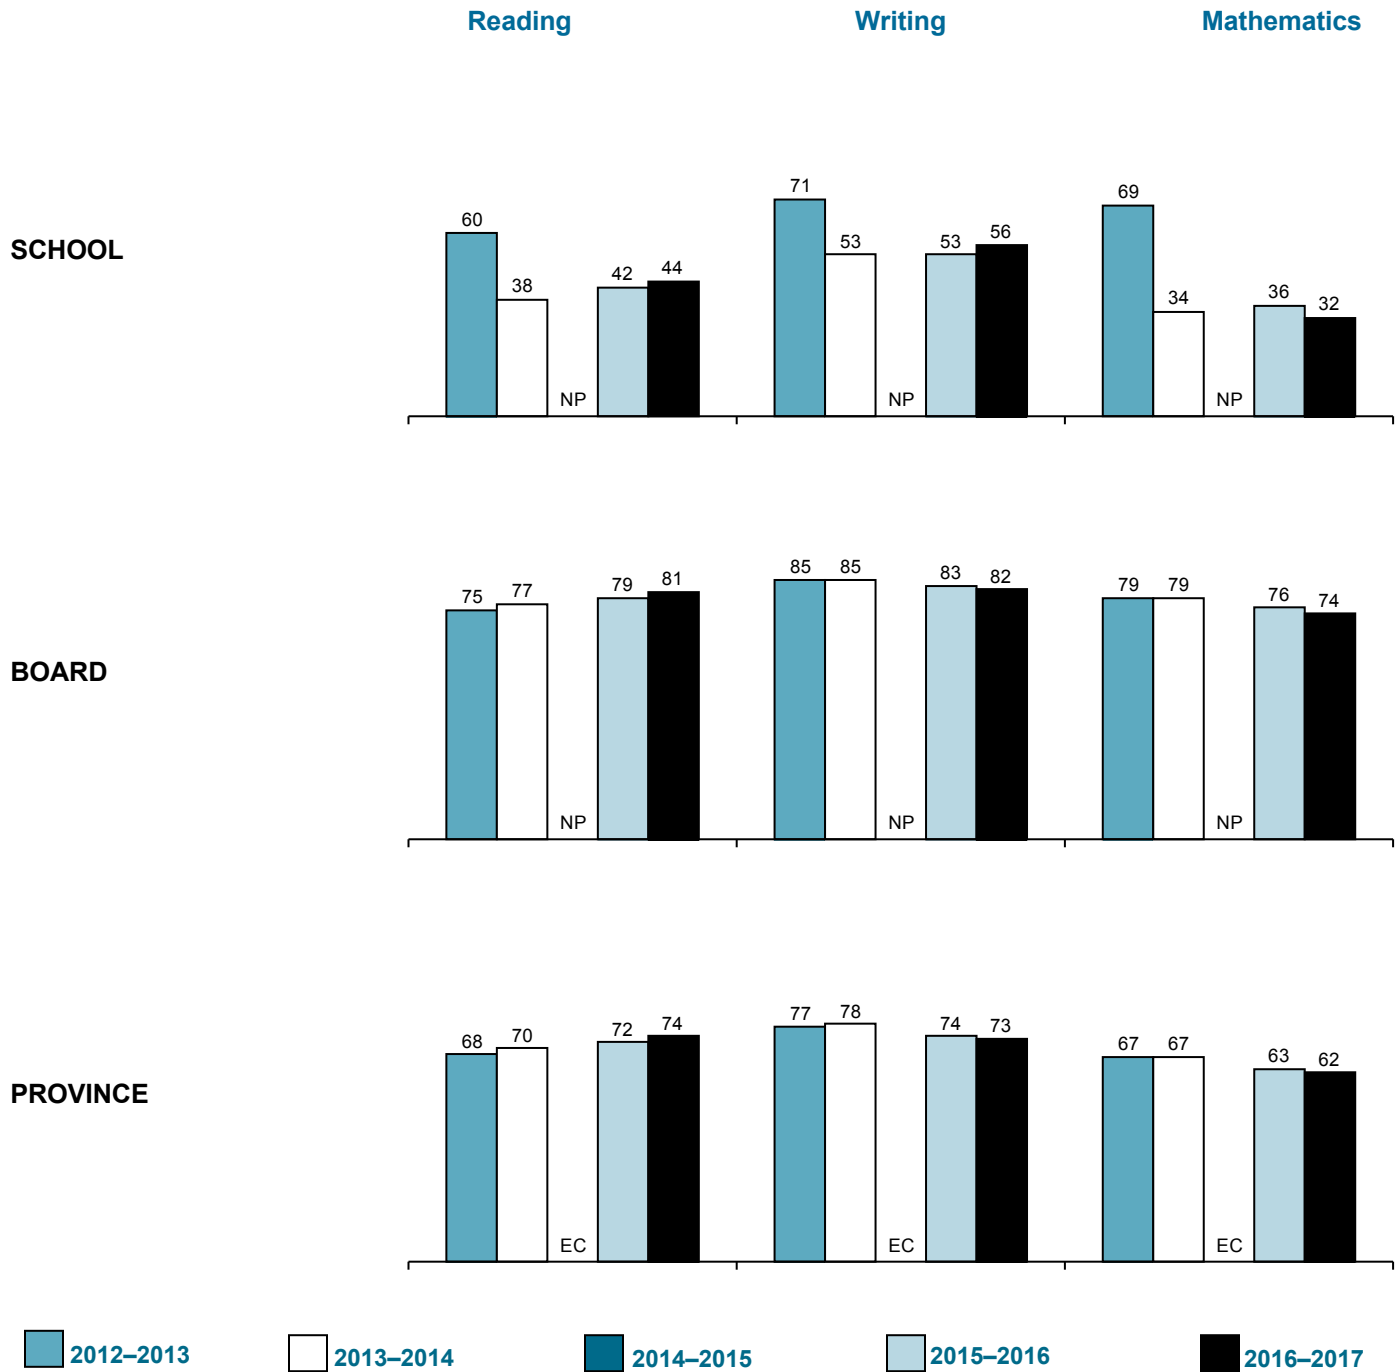 Reading Writing Mathematics
SCHOOL
60 38 NP 42 44 71 53 NP 53 56 69 34 NP 36 32
BOARD
75 77 NP 79 81 85 85 NP 83 82 79 79 NP 76 74
PROVINCE
68 70 EC 72 74 77 78 EC 74 73 67 67 EC 63 62
2012–2013 2013–2014 2014–2015 2015–2016 2016–2017